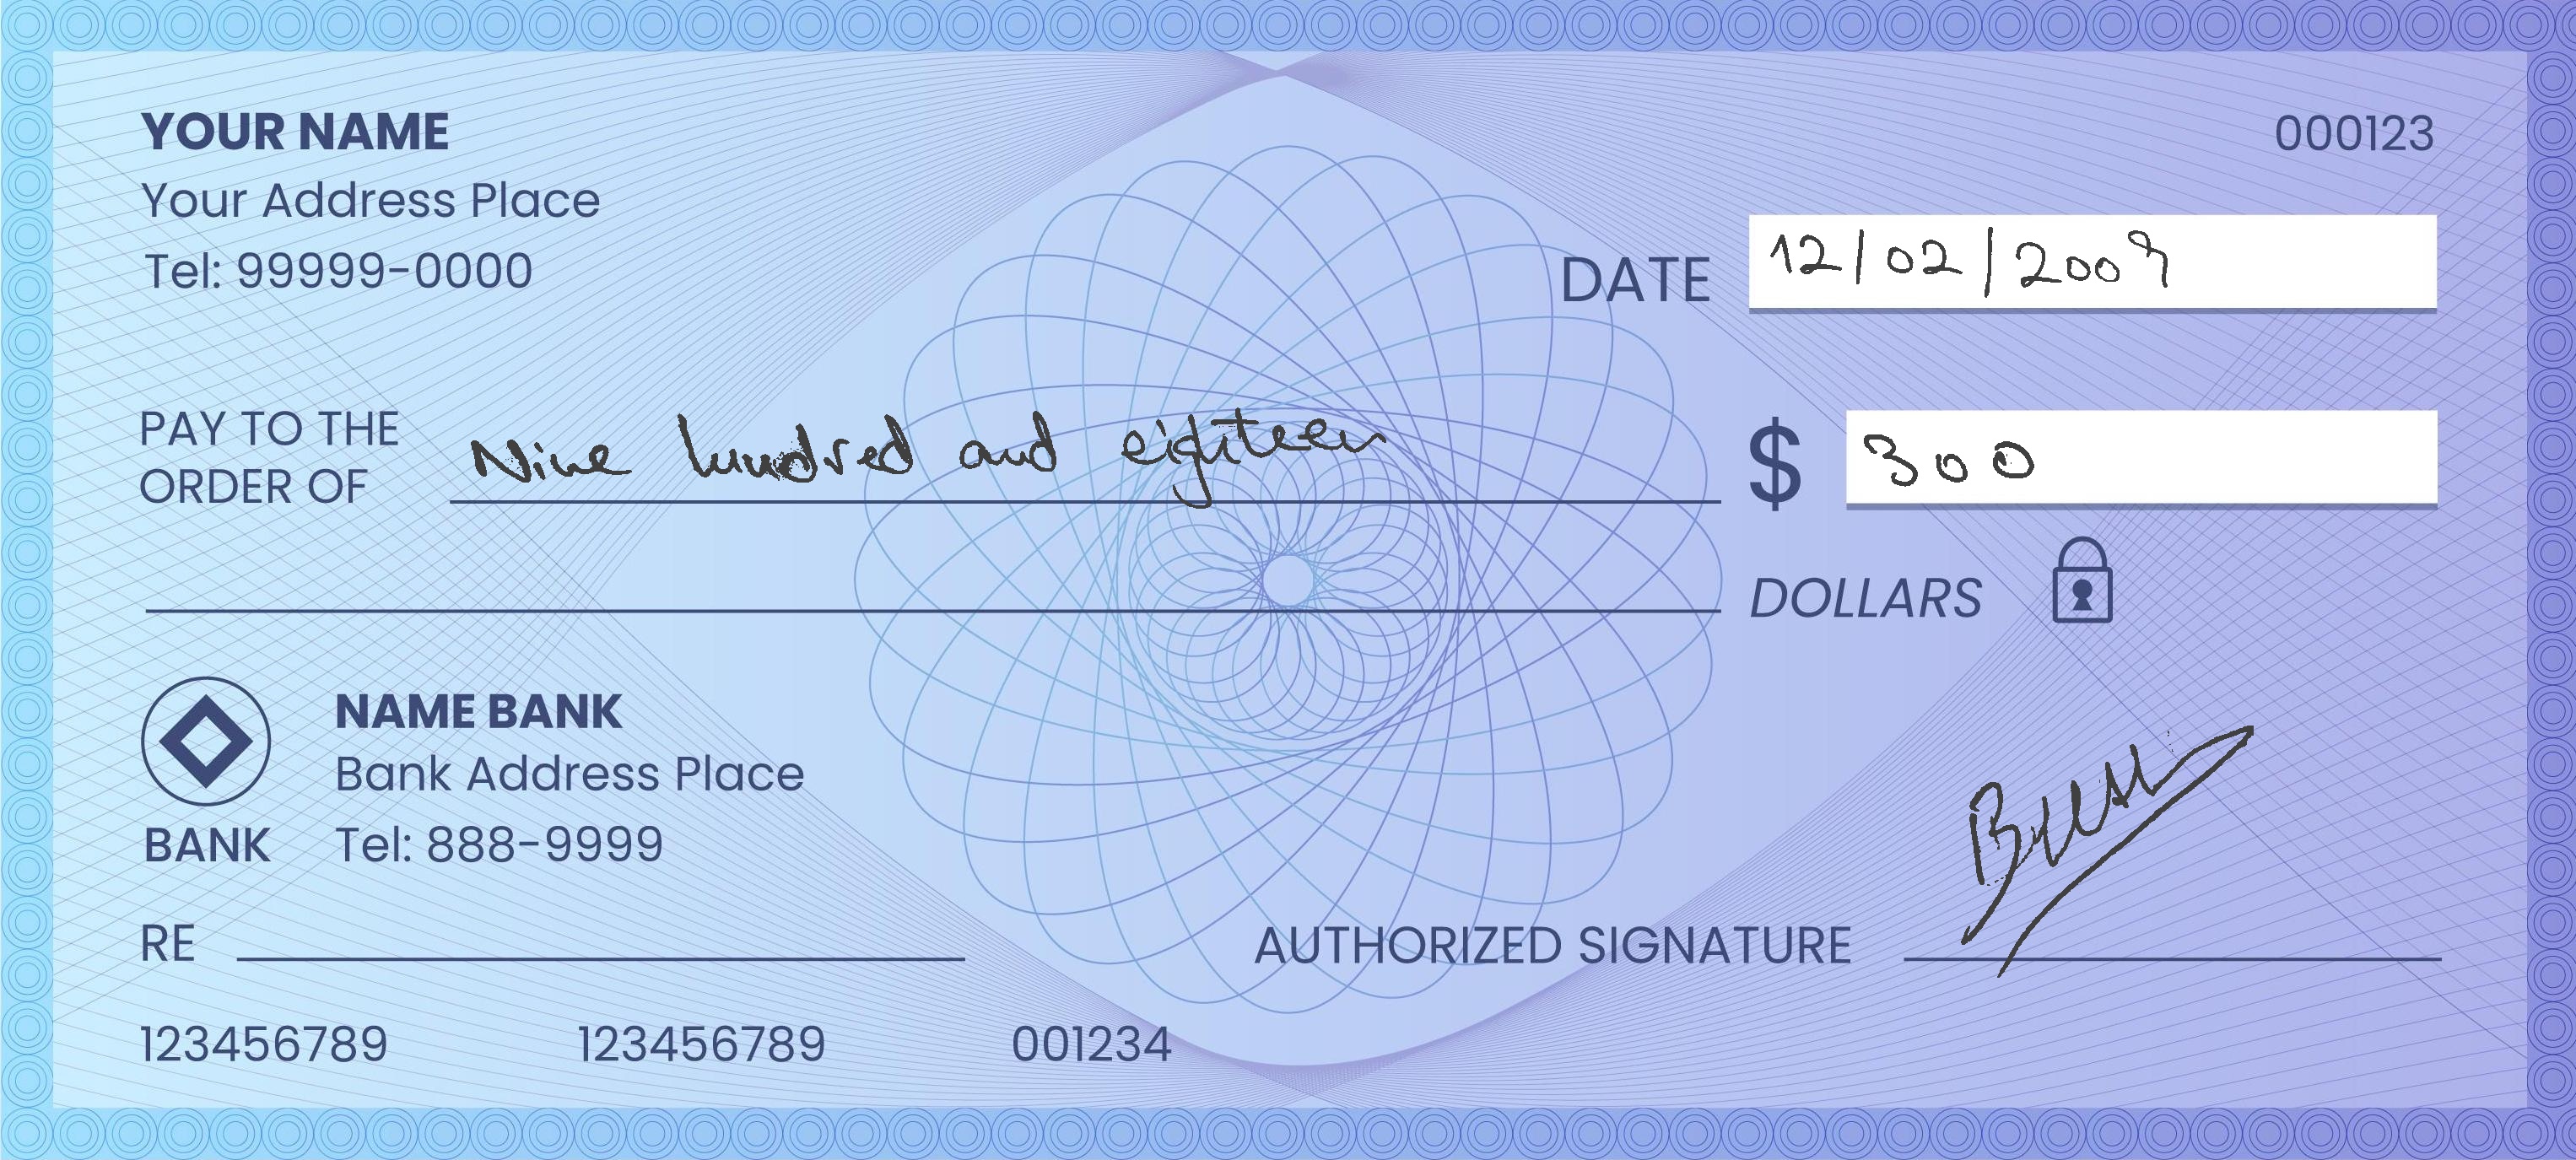 YOUR NAME
000123
Your Address Place
Tel: 99999-0000
DATE 12/02/2009
PAY TO THE
ORDER OF Nine hundred and eighteen $ 300
DOLLARS
NAME BANK
Bank Address Place
BANK Tel: 888-9999
RE
AUTHORIZED SIGNATURE
123456789 123456789 001234